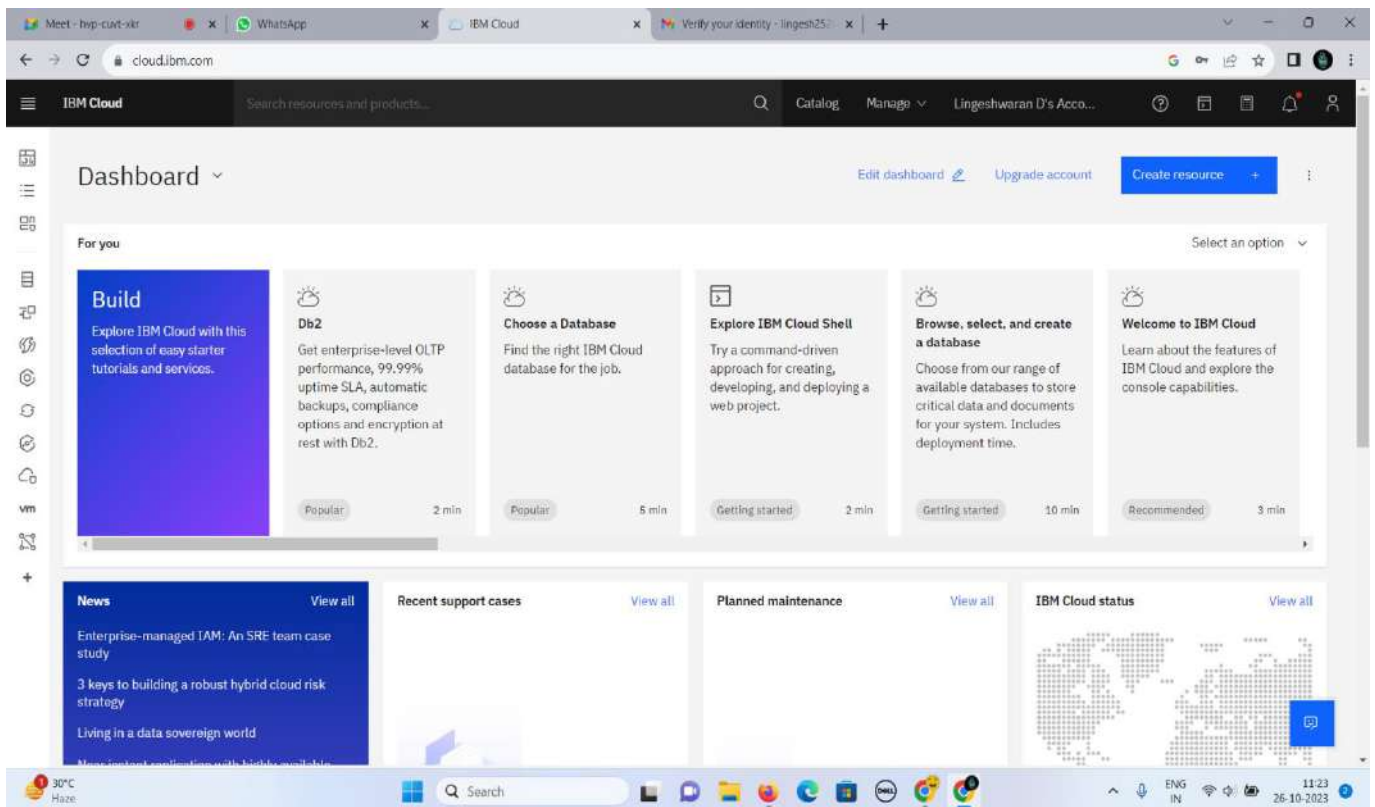 Meet - hvp-cuvt-xkr
WhatsApp
IBM Cloud
Verify your identity - lingesh252
cloud.ibm.com
IBM Cloud
Search resources and products...
Catalog
Manage
Lingeshwaran D's Acco...
Dashboard
Edit dashboard
Upgrade account
Create resource +
For you
Select an option
Build
Explore IBM Cloud with this
selection of easy starter
tutorials and services.
Db2
Get enterprise-level OLTP
performance, 99.99%
uptime SLA, automatic
backups, compliance
options and encryption at
rest with Db2.
Popular
2 min
Choose a Database
Find the right IBM Cloud
database for the job.
Popular
5 min
Explore IBM Cloud Shell
Try a command-driven
approach for creating,
developing, and deploying a
web project.
Getting started
2 min
Browse, select, and create
a database
Choose from our range of
available databases to store
critical data and documents
for your system. Includes
deployment time.
Getting started
10 min
Welcome to IBM Cloud
Learn about the features of
IBM Cloud and explore the
console capabilities.
Recommended
3 min
vm
News
View all
Enterprise-managed IAM: An SRE team case
study
3 keys to building a robust hybrid cloud risk
strategy
Living in a data sovereign world
Near-instant replication with highly available
Recent support cases
View all
Planned maintenance
View all
IBM Cloud status
View all
1
30°C
Haze
Search
DELL
ENG
IN
11:23
26-10-2023
2